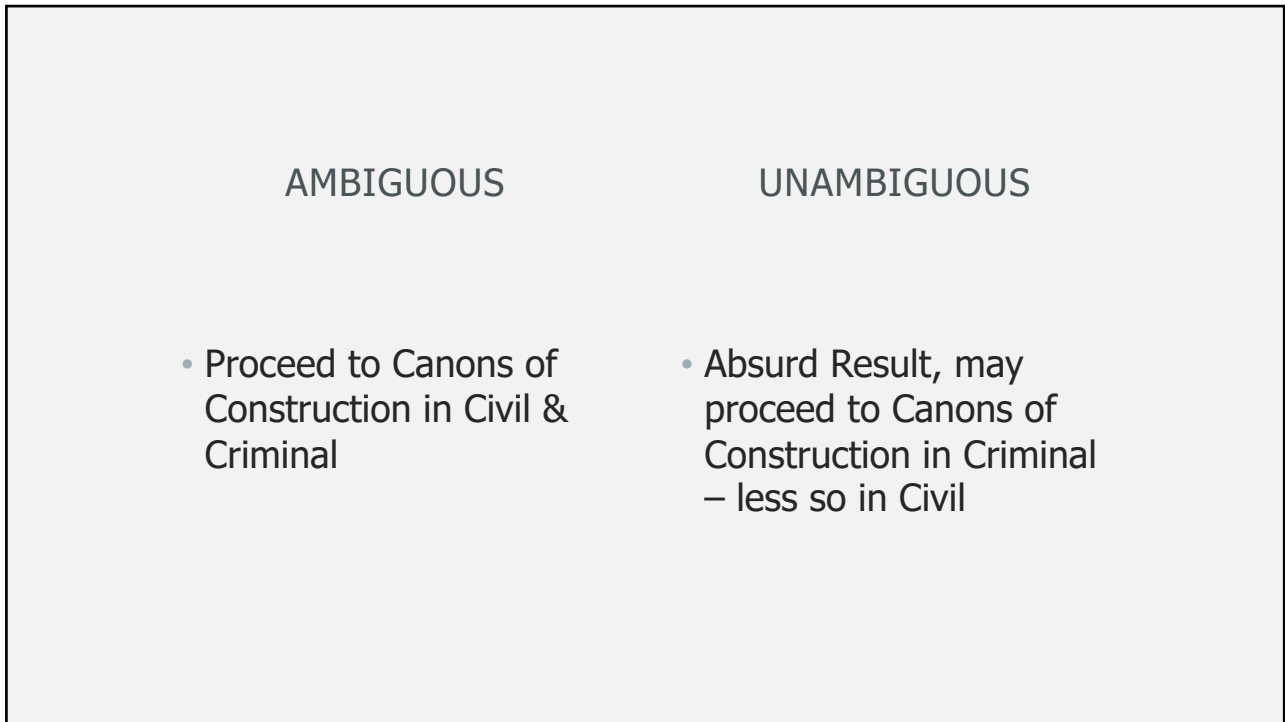 AMBIGUOUS
• Proceed to Canons of
Construction in Civil &
Criminal
UNAMBIGUOUS
• Absurd Result, may
proceed to Canons of
Construction in Criminal
– less so in Civil